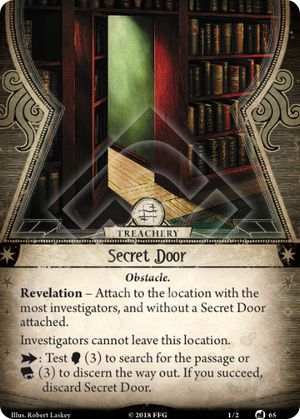 TREACHERY
Secret Door
Obstacle.
Revelation – Attach to the location with the
most investigators, and without a Secret Door
attached.
Investigators cannot leave this location.
: Test (3) to search for the passage or
(3) to discern the way out. If you succeed,
discard Secret Door.
Illus. Robert Laskey © 2018 FFG 1/2 65